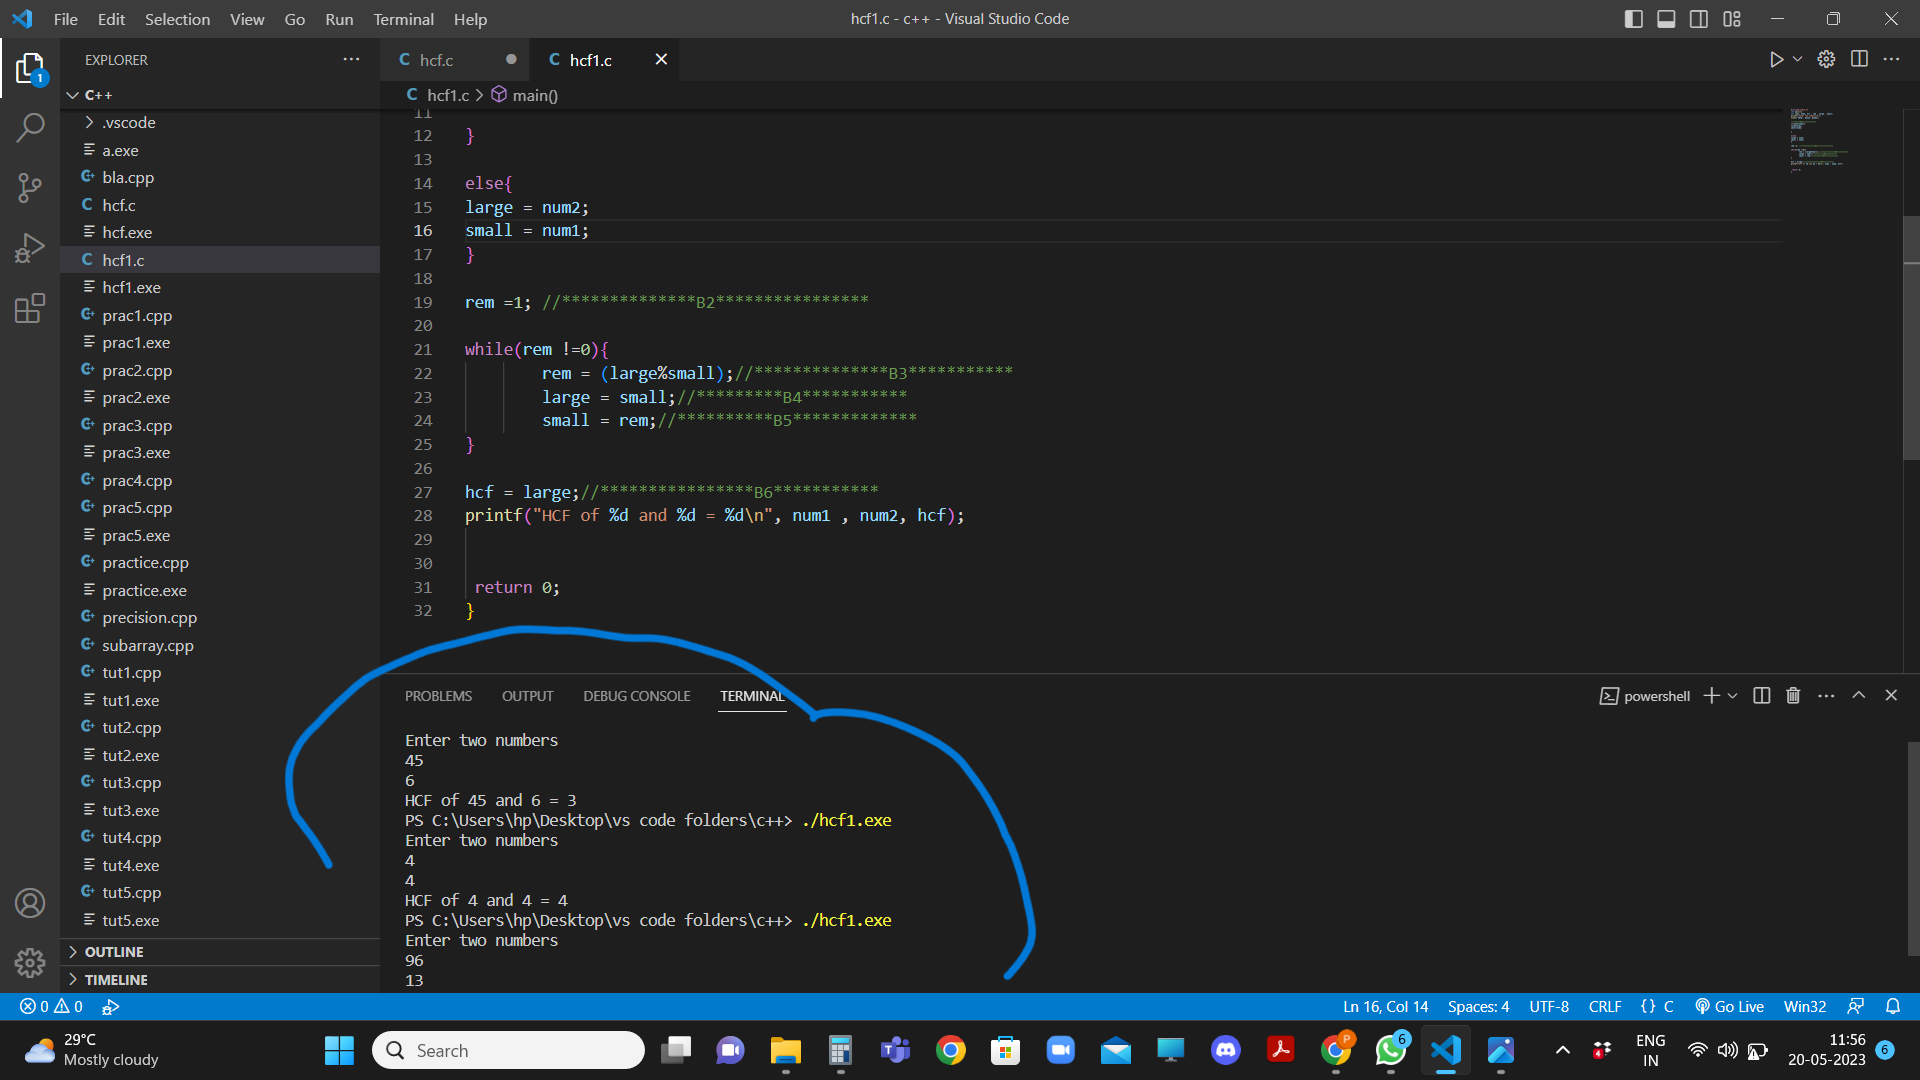 File Edit Selection View Go Run Terminal Help
hcf1.c - c++ - Visual Studio Code
EXPLORER
C++
.vscode
a.exe
bla.cpp
hcf.c
hcf.exe
hcf1.c
hcf1.exe
prac1.cpp
prac1.exe
prac2.cpp
prac2.exe
prac3.cpp
prac3.exe
prac4.cpp
prac5.cpp
prac5.exe
practice.cpp
practice.exe
precision.cpp
subarray.cpp
tut1.cpp
tut1.exe
tut2.cpp
tut2.exe
tut3.cpp
tut3.exe
tut4.cpp
tut4.exe
tut5.cpp
tut5.exe
OUTLINE
TIMELINE
hcf.c
hcf1.c
hcf1.c > main()
11
12 }
13
14 else{
15 large = num2;
16 small = num1;
17 }
18
19 rem =1; //**************B2****************
20
21 while(rem !=0){
22 rem = (large%small);//**************B3***********
23 large = small;//*********B4***********
24 small = rem;//**********B5*************
25 }
26
27 hcf = large;//****************B6***********
28 printf("HCF of %d and %d = %d\n", num1 , num2, hcf);
29
30
31 return 0;
32 }
PROBLEMS OUTPUT DEBUG CONSOLE TERMINAL
powershell
Enter two numbers
45
6
HCF of 45 and 6 = 3
PS C:\Users\hp\Desktop\vs code folders\c++> ./hcf1.exe
Enter two numbers
4
4
HCF of 4 and 4 = 4
PS C:\Users\hp\Desktop\vs code folders\c++> ./hcf1.exe
Enter two numbers
96
13
0 0
Ln 16, Col 14 Spaces: 4 UTF-8 CRLF {} C Go Live Win32
29°C
Mostly cloudy
Search
ENG
IN
11:56
20-05-2023
6